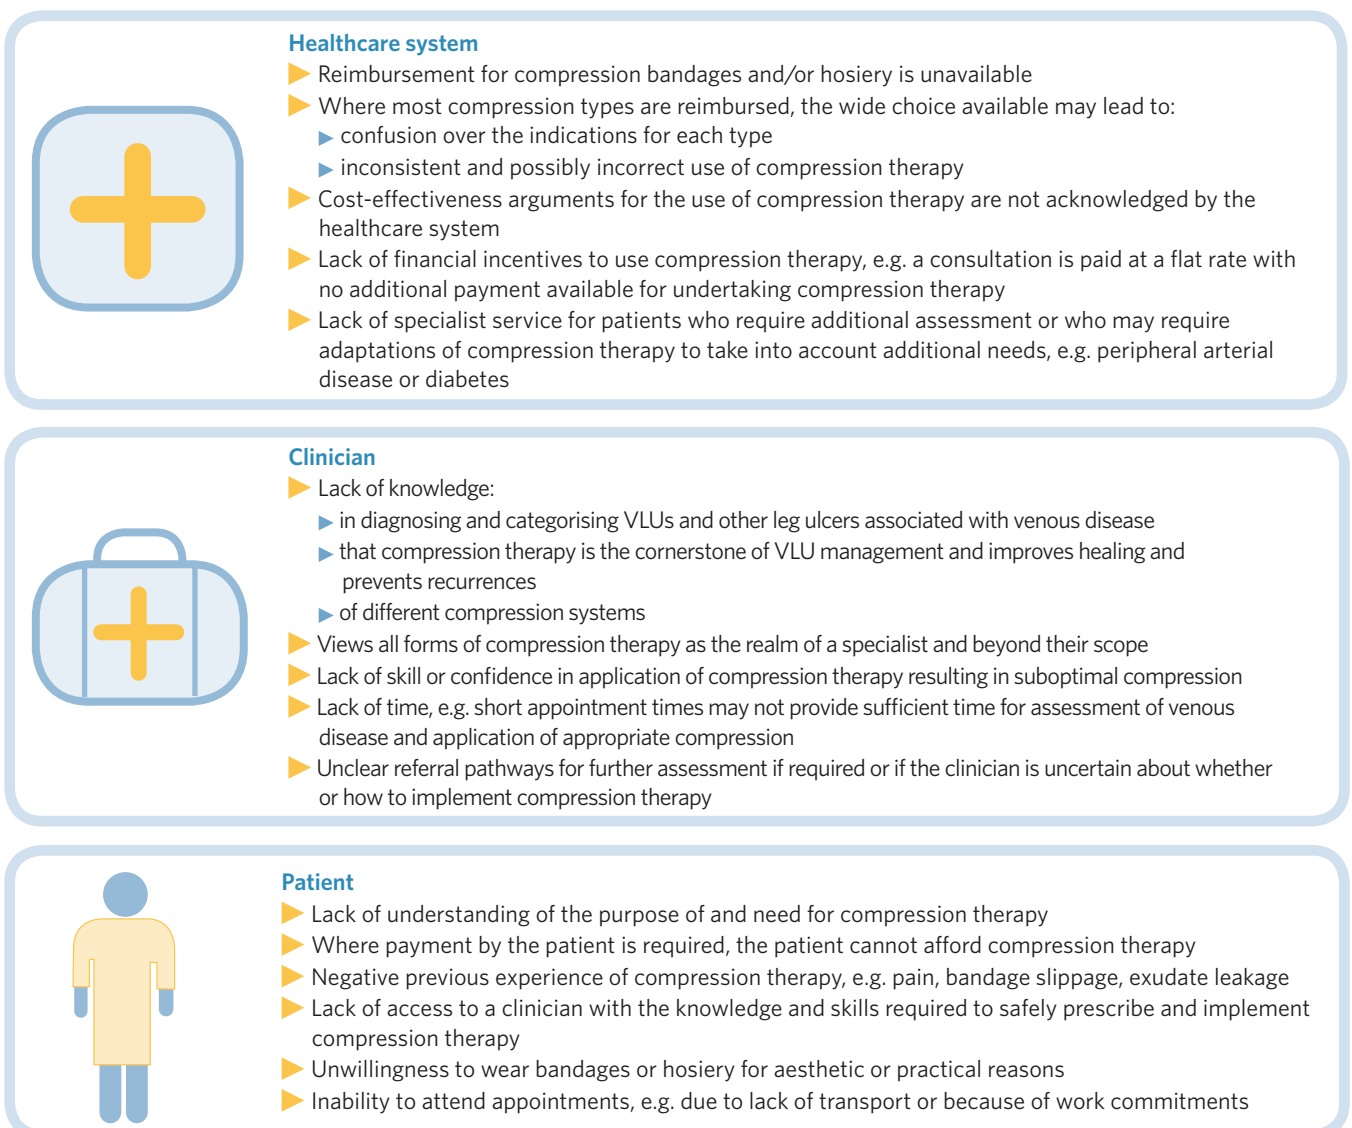 Healthcare system
▶ Reimbursement for compression bandages and/or hosiery is unavailable
▶ Where most compression types are reimbursed, the wide choice available may lead to:
▶ confusion over the indications for each type
▶ inconsistent and possibly incorrect use of compression therapy
▶ Cost-effectiveness arguments for the use of compression therapy are not acknowledged by the
healthcare system
▶ Lack of financial incentives to use compression therapy, e.g. a consultation is paid at a flat rate with
no additional payment available for undertaking compression therapy
▶ Lack of specialist service for patients who require additional assessment or who may require
adaptations of compression therapy to take into account additional needs, e.g. peripheral arterial
disease or diabetes
Clinician
▶ Lack of knowledge:
▶ in diagnosing and categorising VLUs and other leg ulcers associated with venous disease
▶ that compression therapy is the cornerstone of VLU management and improves healing and
prevents recurrences
▶ of different compression systems
▶ Views all forms of compression therapy as the realm of a specialist and beyond their scope
▶ Lack of skill or confidence in application of compression therapy resulting in suboptimal compression
▶ Lack of time, e.g. short appointment times may not provide sufficient time for assessment of venous
disease and application of appropriate compression
▶ Unclear referral pathways for further assessment if required or if the clinician is uncertain about whether
or how to implement compression therapy
Patient
▶ Lack of understanding of the purpose of and need for compression therapy
▶ Where payment by the patient is required, the patient cannot afford compression therapy
▶ Negative previous experience of compression therapy, e.g. pain, bandage slippage, exudate leakage
▶ Lack of access to a clinician with the knowledge and skills required to safely prescribe and implement
compression therapy
▶ Unwillingness to wear bandages or hosiery for aesthetic or practical reasons
▶ Inability to attend appointments, e.g. due to lack of transport or because of work commitments